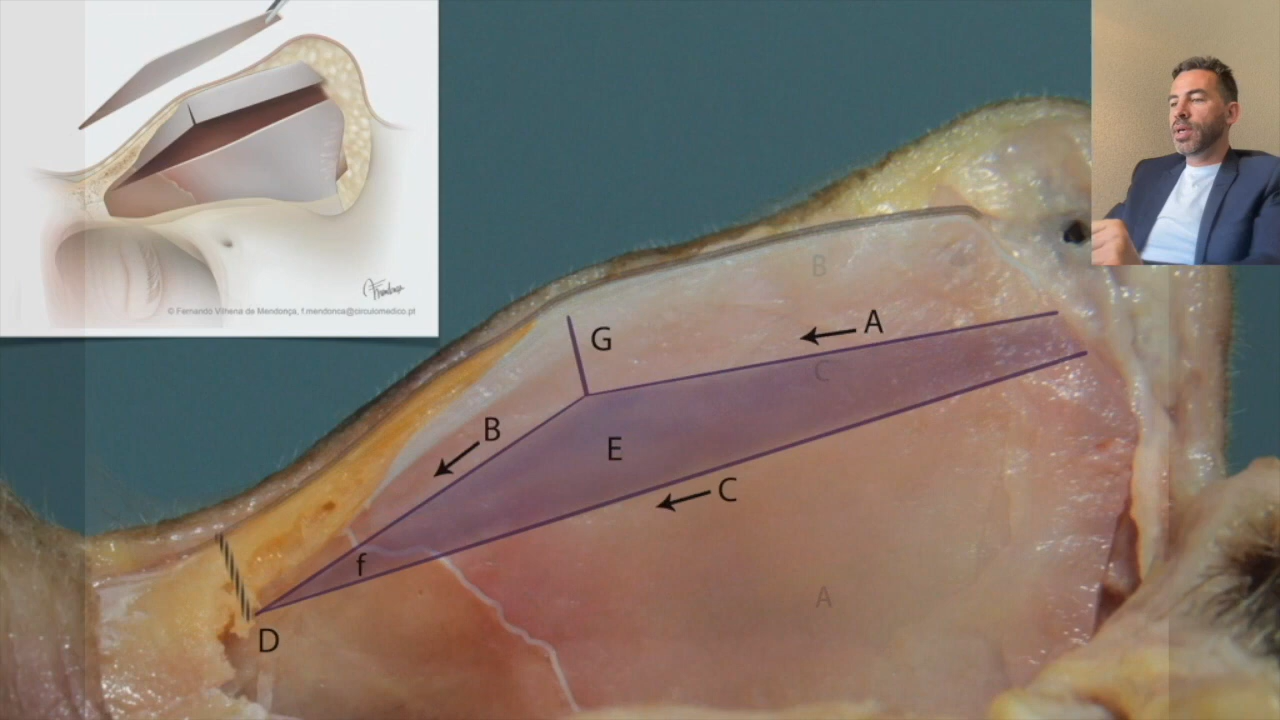 © Fernando Vilhena de Mendonça, f.mendonca@circulomedico.pt
B
A
G
C
B
E
C
f
A
D